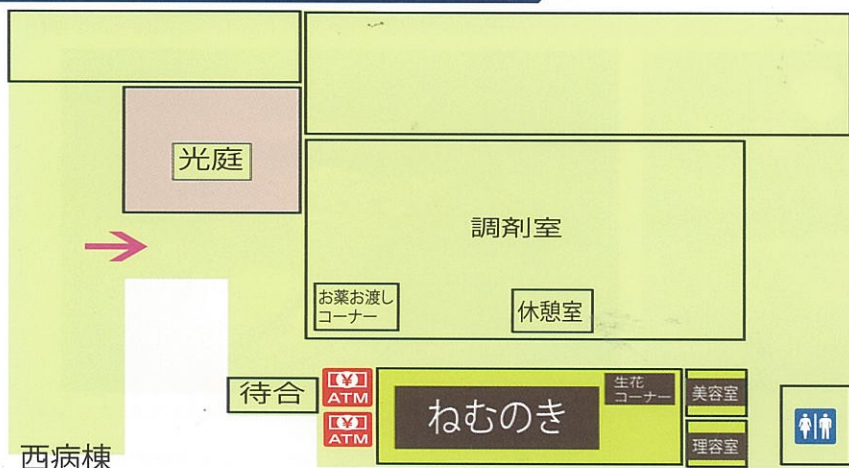 光庭
調剤室
お薬お渡し
コーナー
休憩室
待合
¥
ATM
¥
ATM
ねむのき
生花
コーナー
美容室
理容室
西病棟